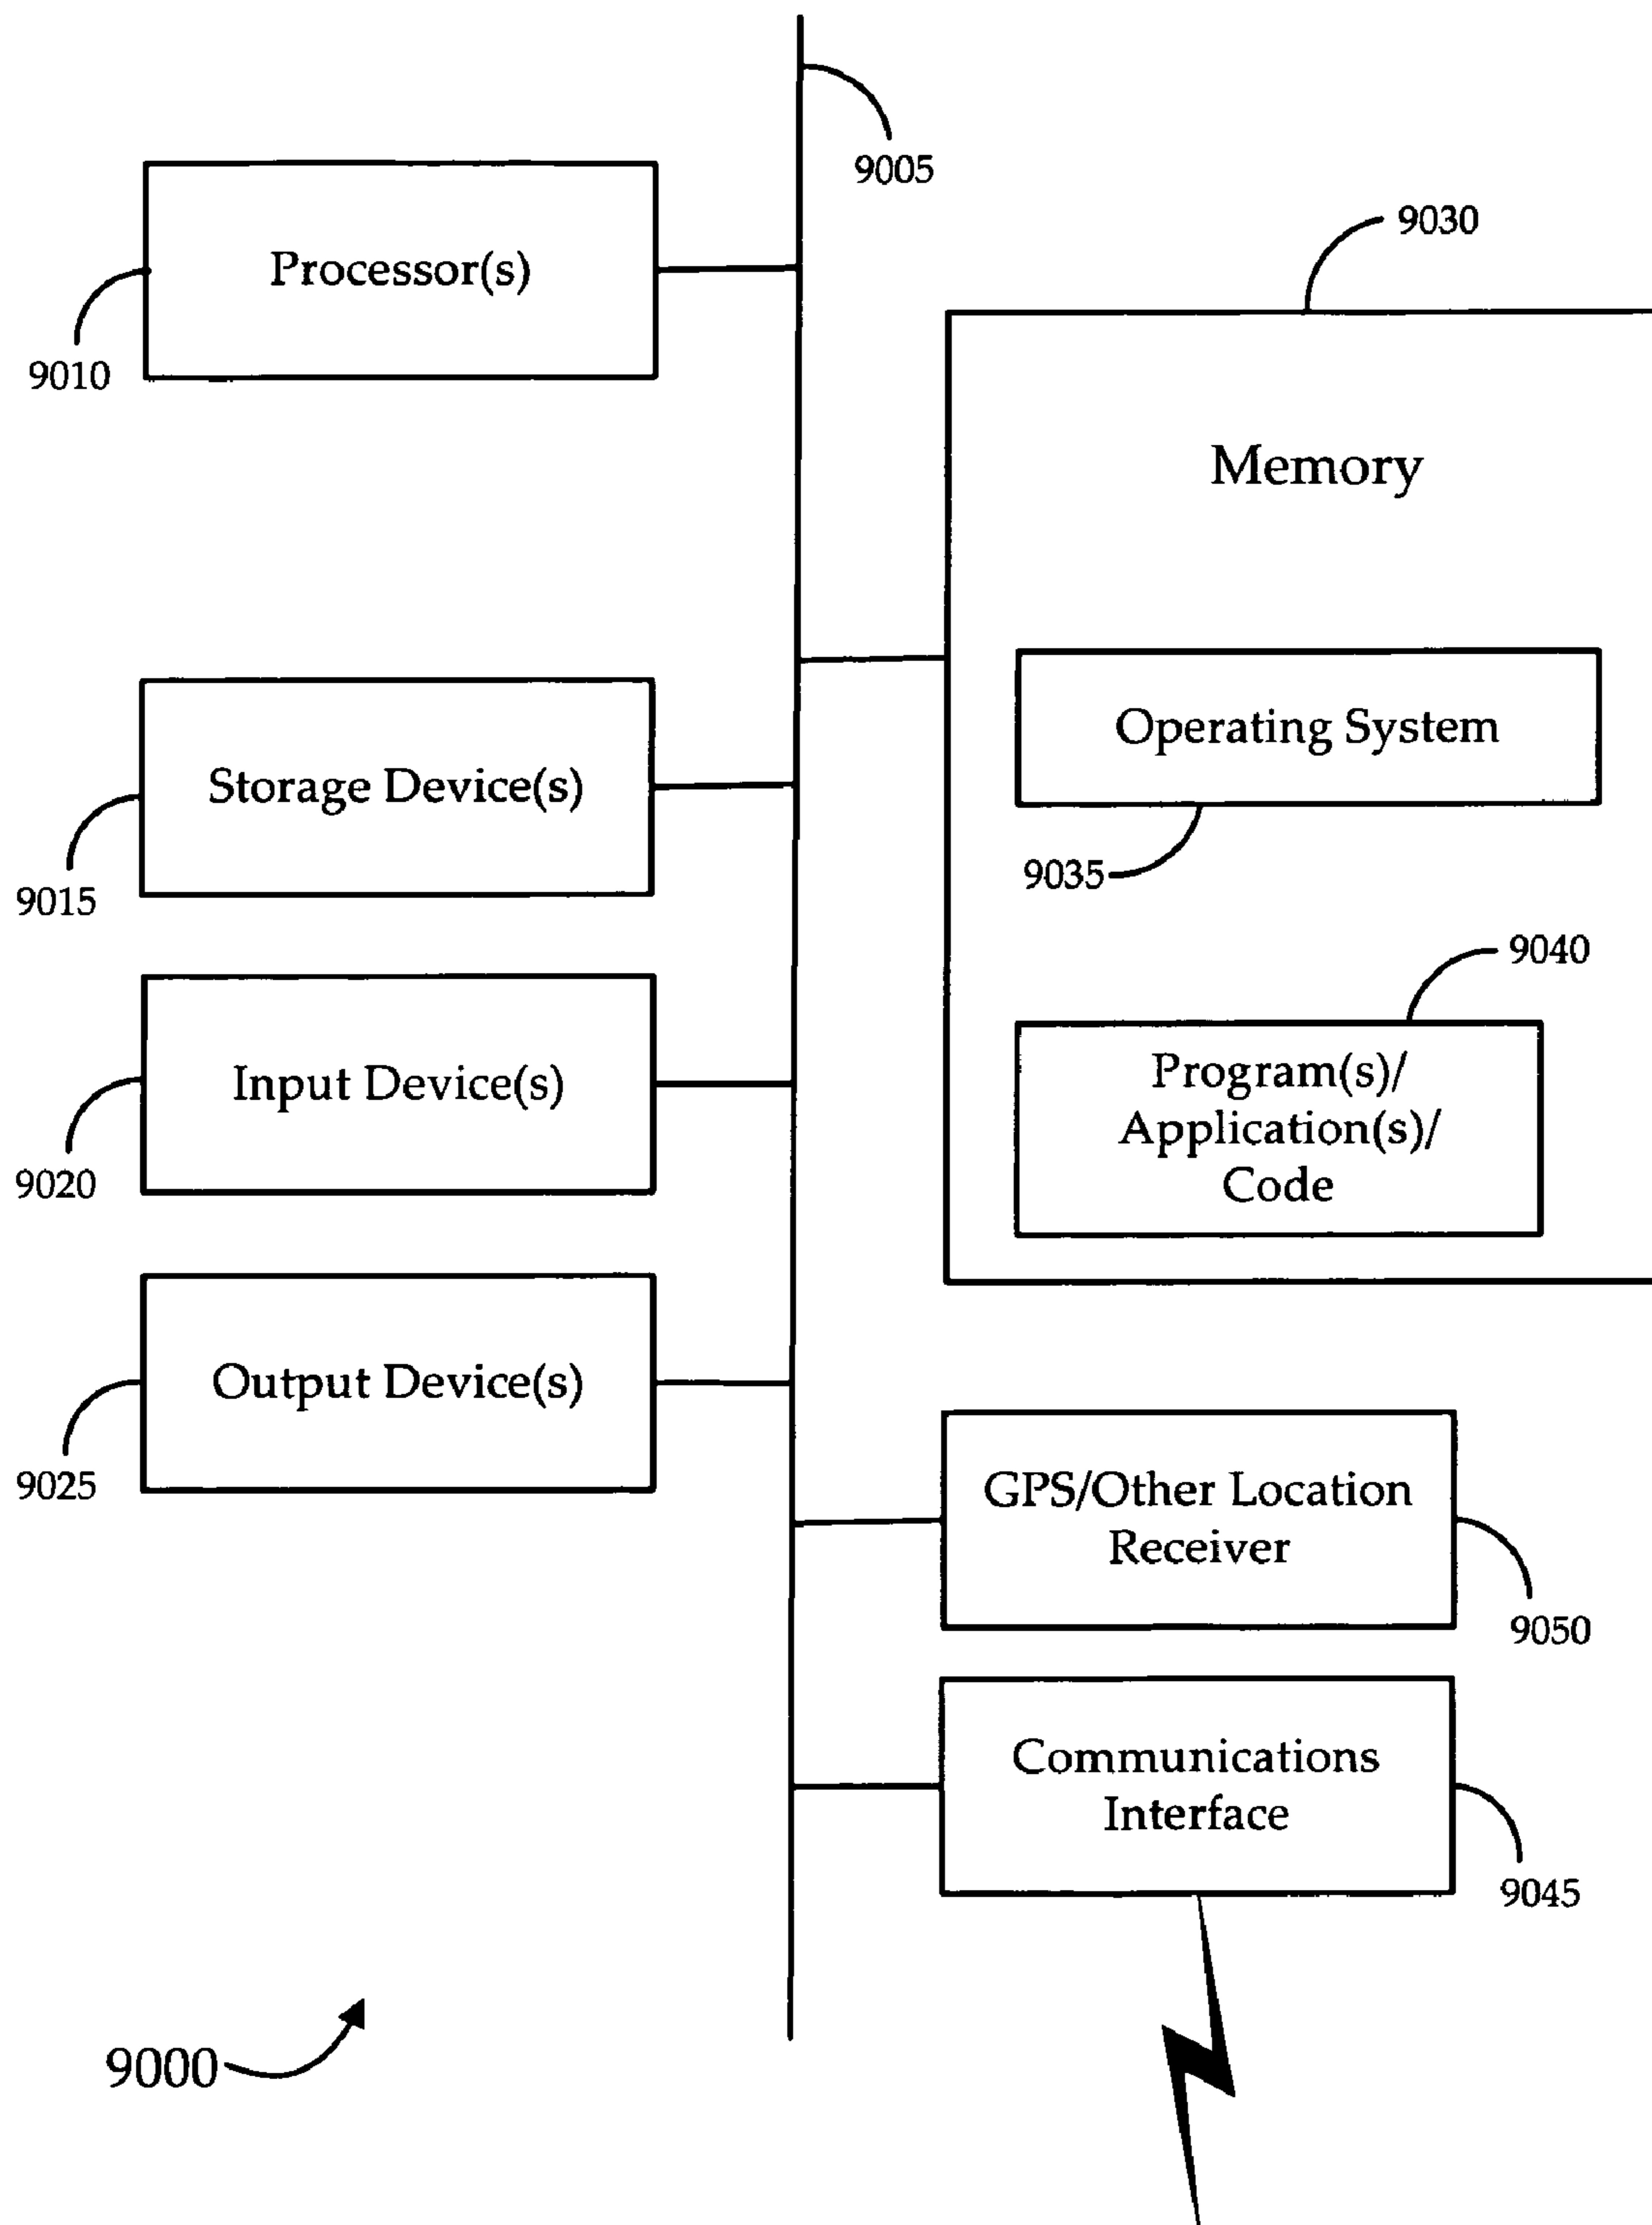 9005
9030
Processor(s)
9010
Memory
Operating System
9035
Storage Device(s)
9015
9040
Program(s)/
Application(s)/
Code
Input Device(s)
9020
Output Device(s)
9025
GPS/Other Location
Receiver
9050
Communications
Interface
9045
9000